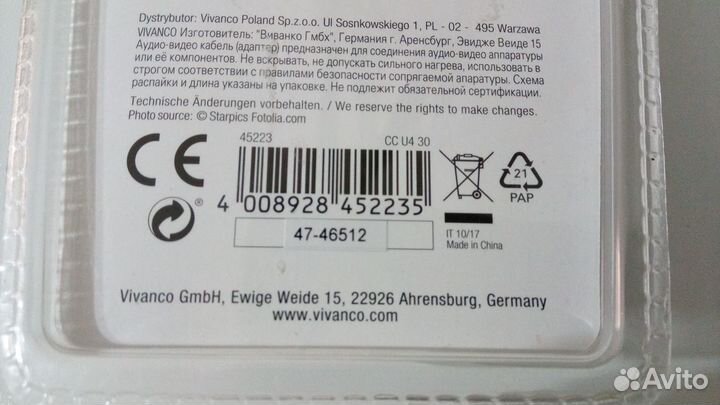 Dystrybutor: Vivanco Poland Sp.z.o.o. Ul Sosnkowskiego 1, PL - 02 - 495 Warzawa
VIVANCO Изготовитель: "Виванко Гмбх", Германия г. Аренсбург, Эвидже Веиде 15
Аудио-видео кабель (адаптер) предназначен для соединения аудио-видео аппаратуры
или её компонентов. Не вскрывать, не допускать сильного нагрева, использовать в
строгом соответствии с правилами безопасности сопрягаемой апаратуры. Схема
распайки и длина указаны на упаковке. Не подлежит обязательной сертификации.
Technische Änderungen vorbehalten. / We reserve the rights to make changes.
Photo source: © Starpics Fotolia.com
45223 CC U4 30
CE
4 008928 452235
®
21
PAP
47-46512
IT 10/17
Made in China
Vivanco GmbH, Ewige Weide 15, 22926 Ahrensburg, Germany
www.vivanco.com
Avito